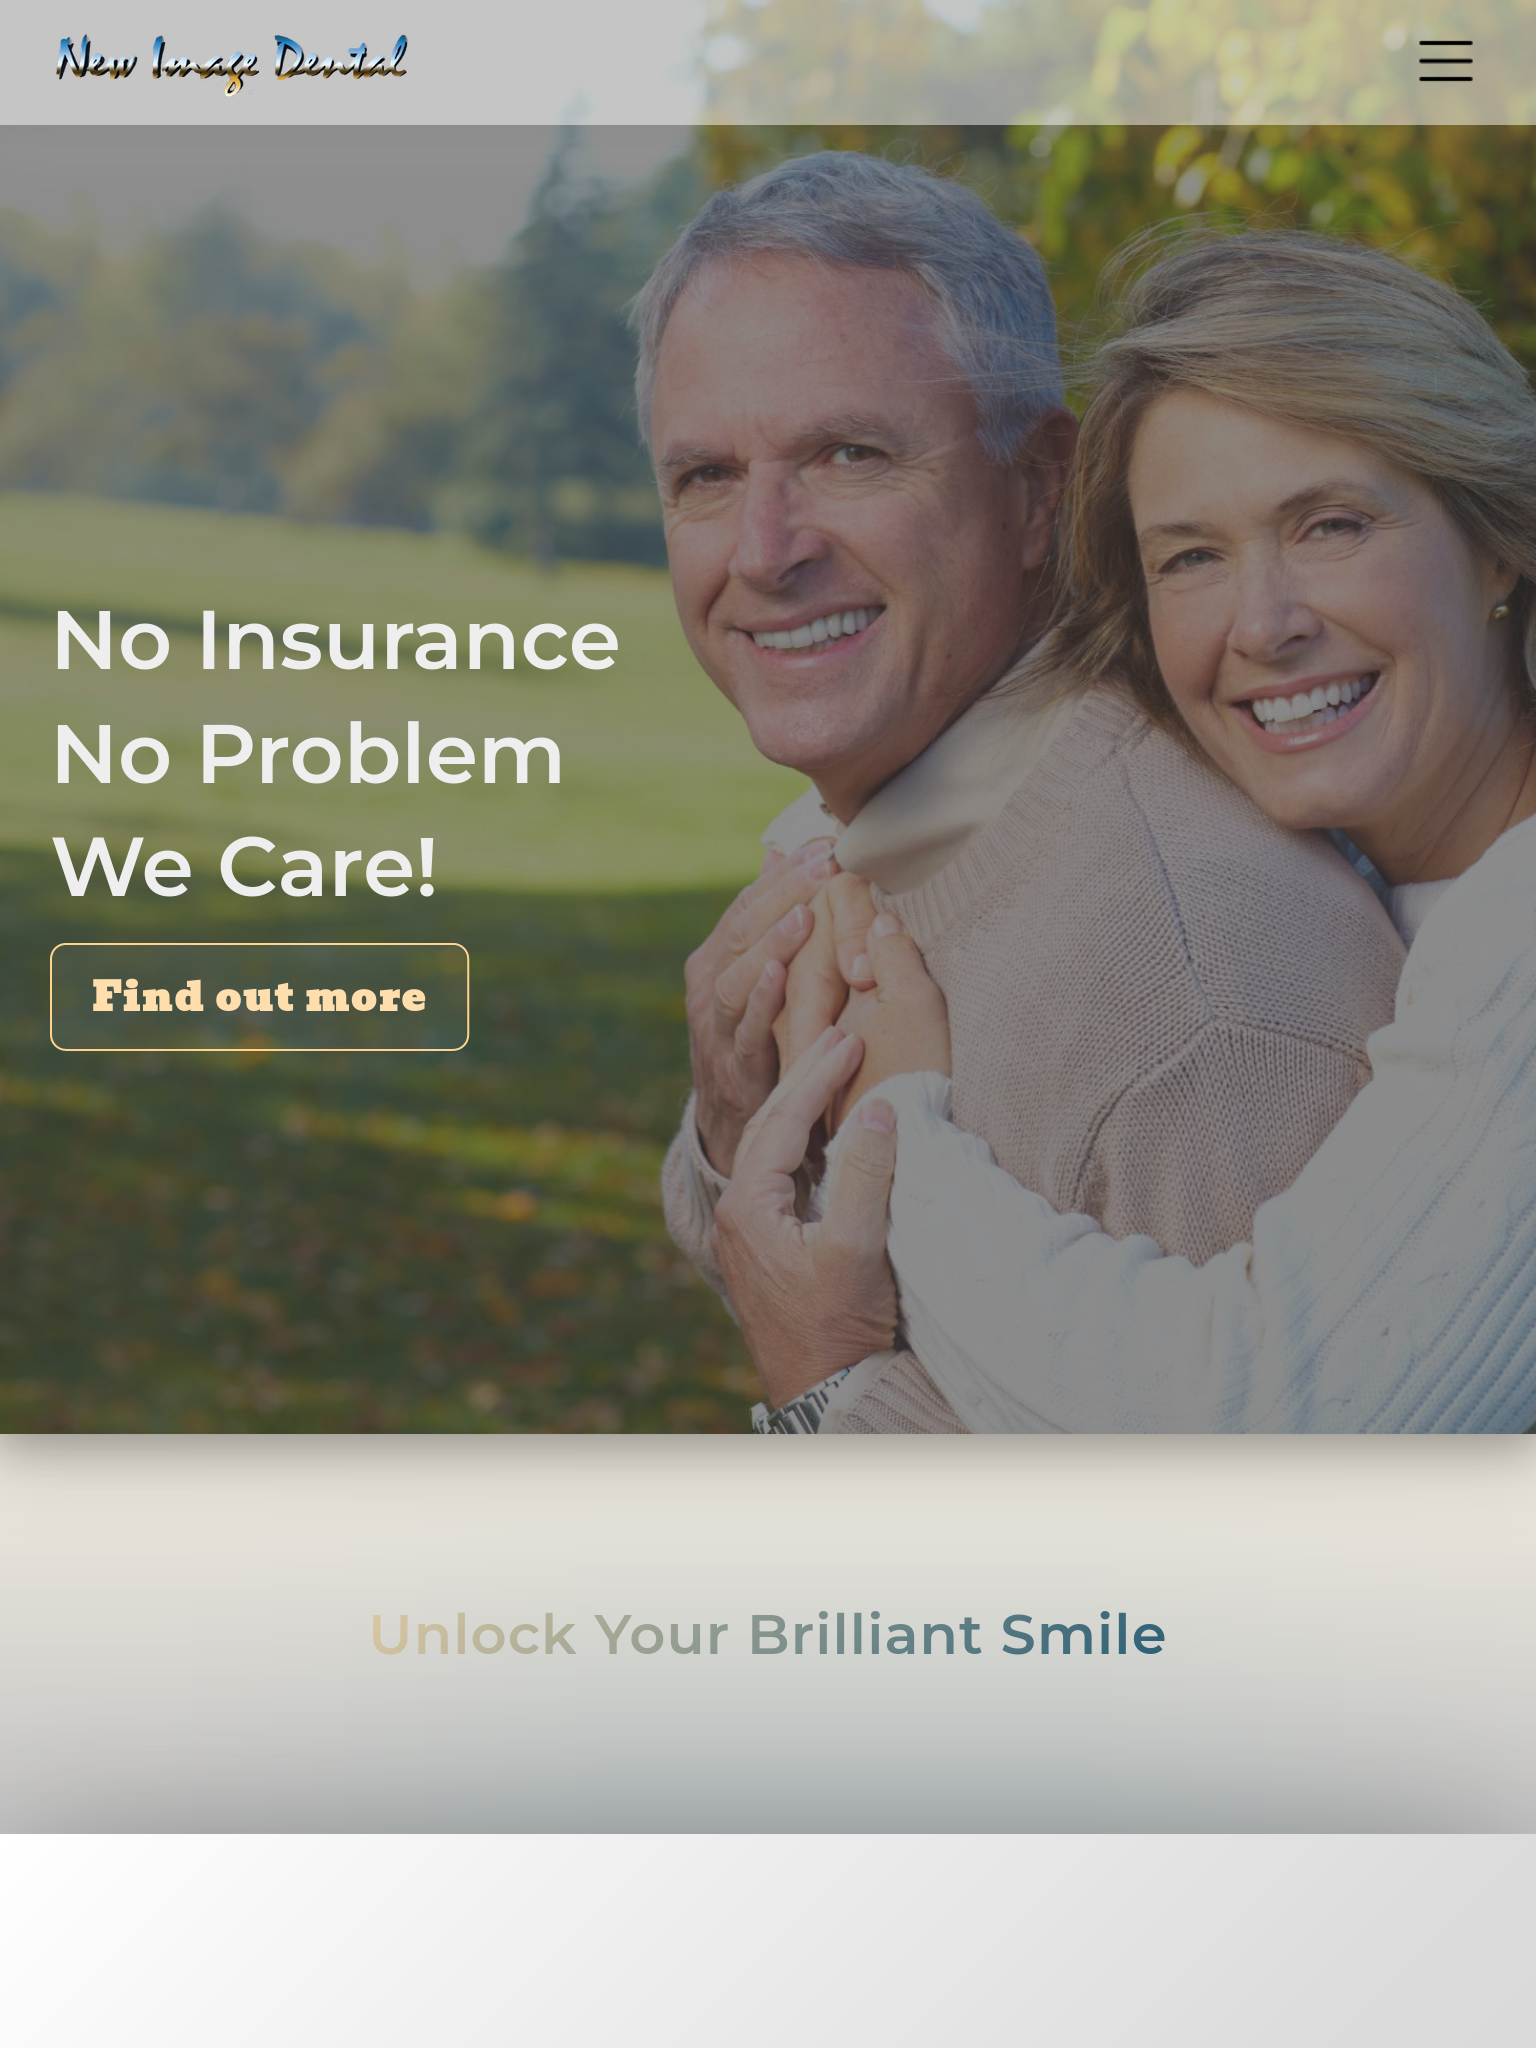 New Image Dental
No Insurance
No Problem
We Care!
Find out more
Unlock Your Brilliant Smile